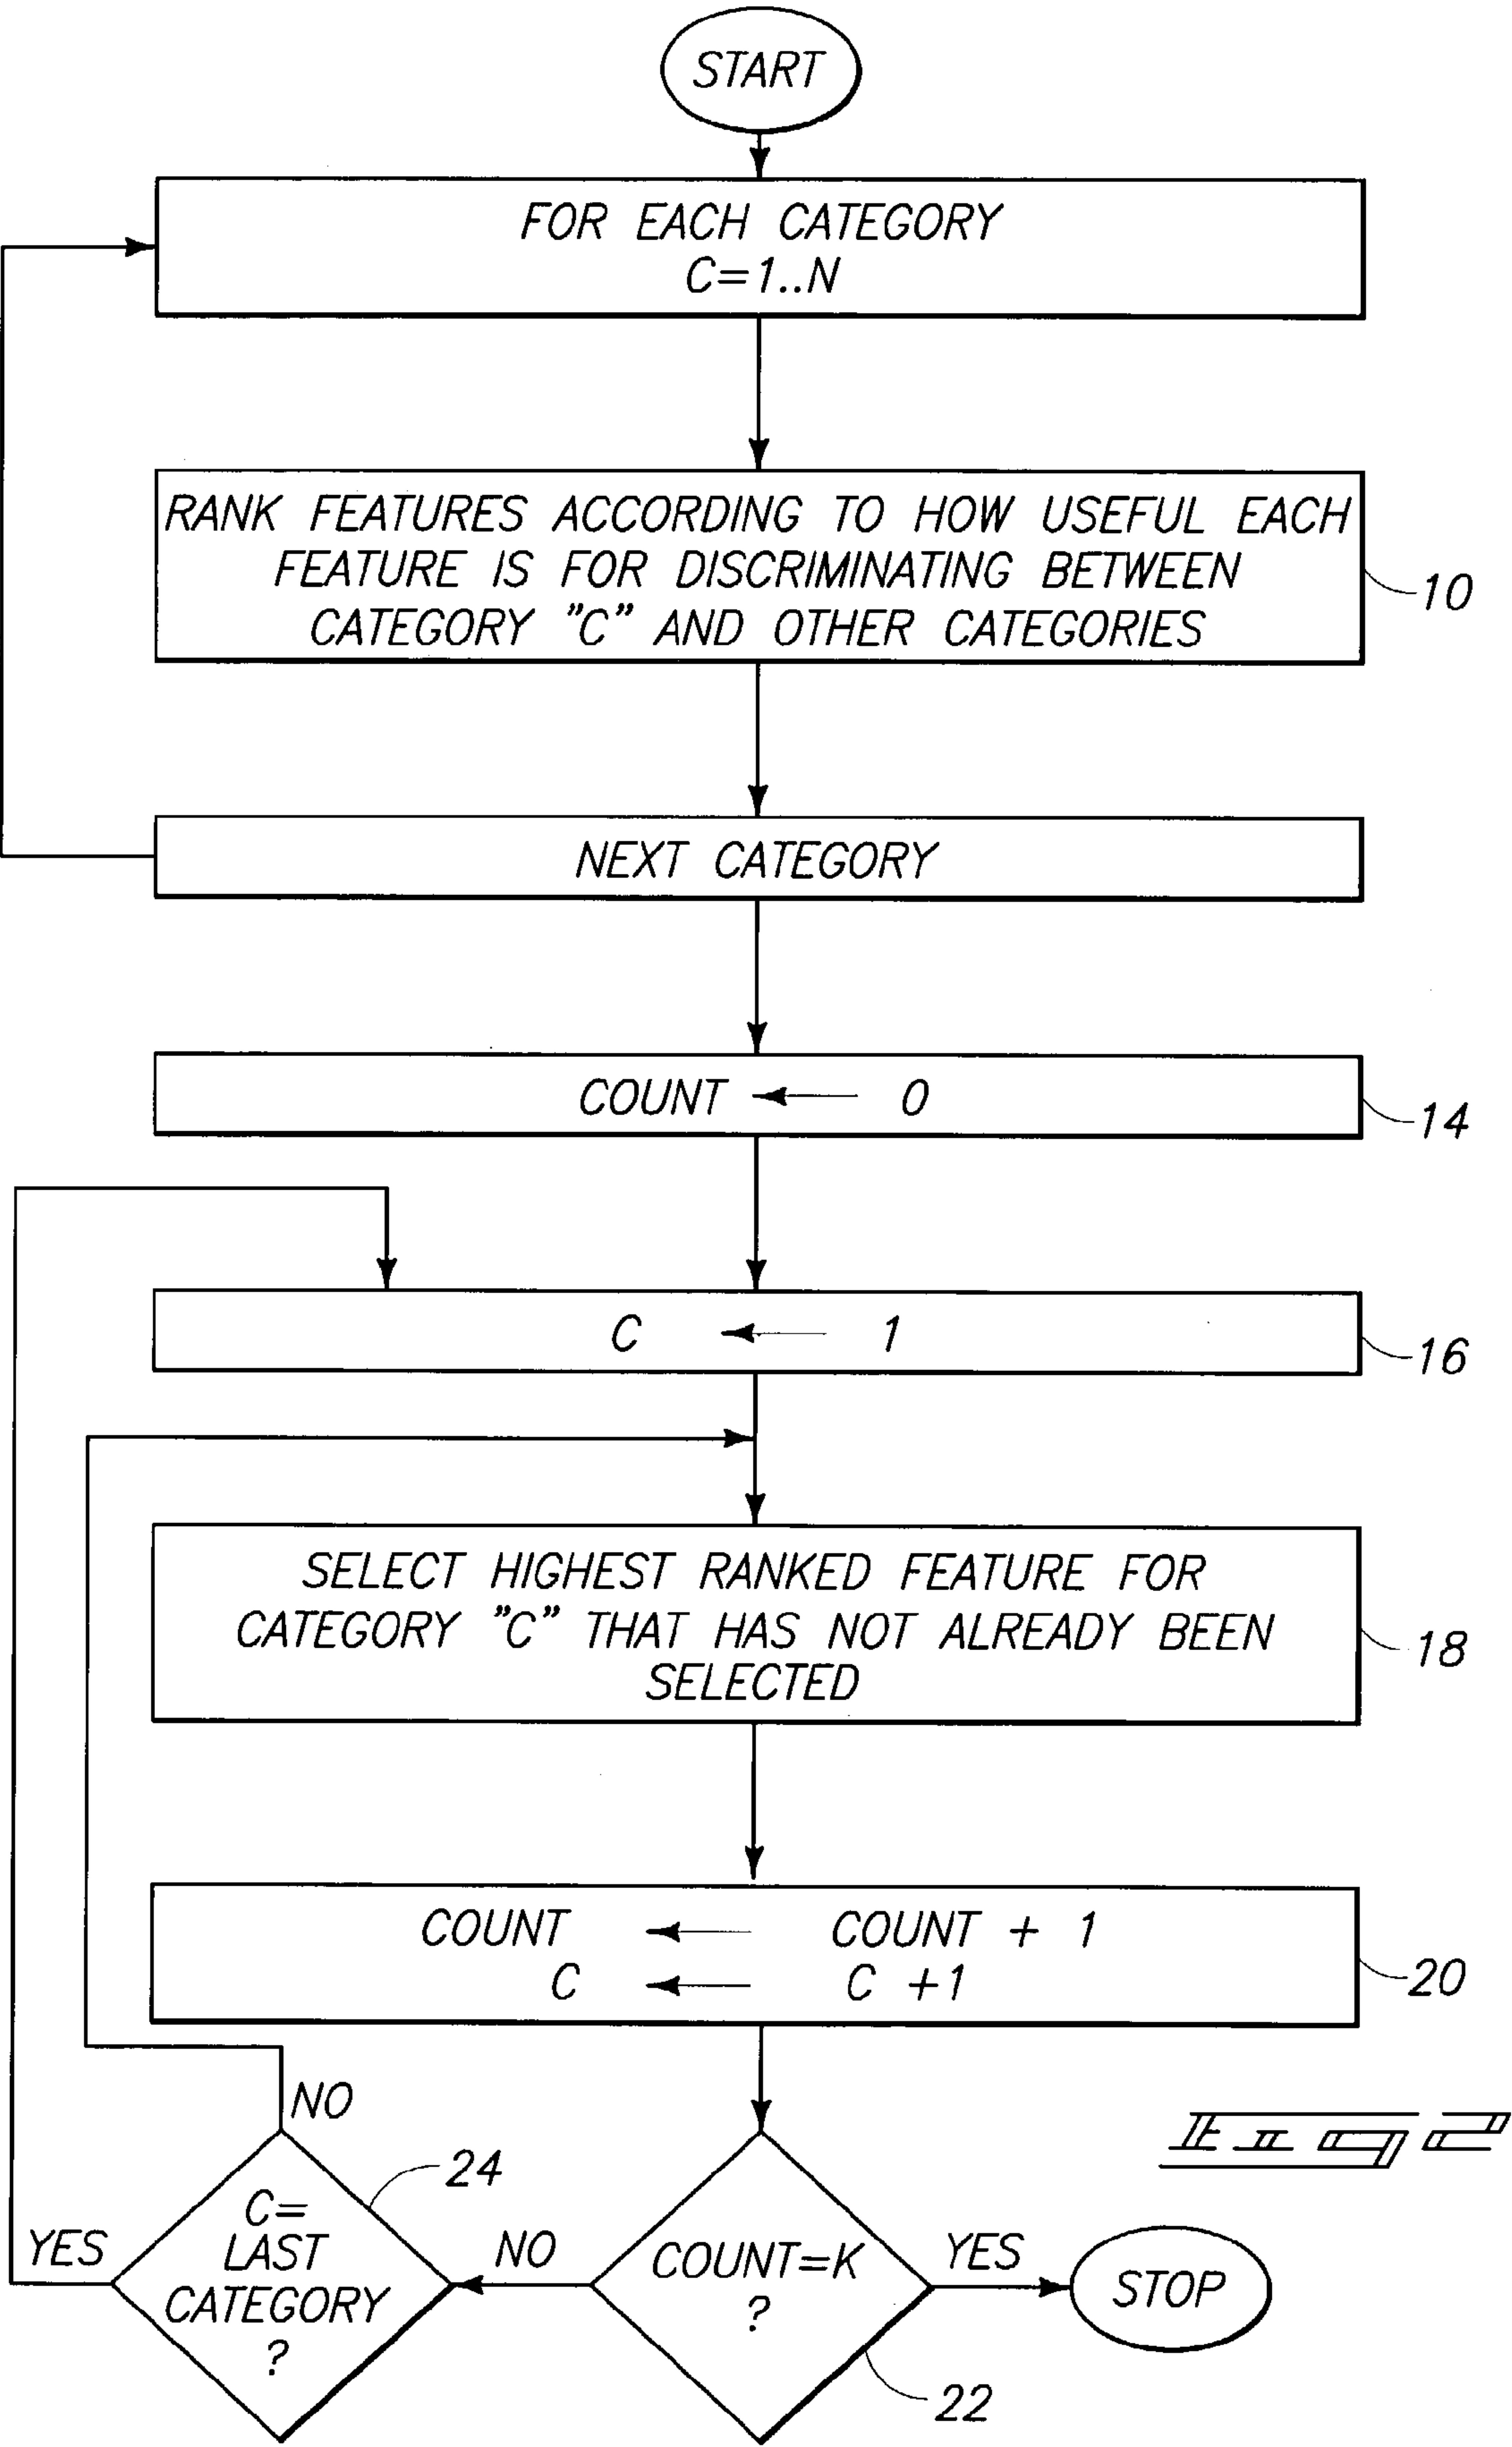 START
FOR EACH CATEGORY
C=1..N
RANK FEATURES ACCORDING TO HOW USEFUL EACH
FEATURE IS FOR DISCRIMINATING BETWEEN
CATEGORY "C" AND OTHER CATEGORIES
10
NEXT CATEGORY
COUNT ← 0
14
C ← 1
16
SELECT HIGHEST RANKED FEATURE FOR
CATEGORY "C" THAT HAS NOT ALREADY BEEN
SELECTED
18
COUNT ← COUNT + 1
C ← C +1
20
NO
24
C=
LAST
CATEGORY
?
YES
NO
COUNT=K
?
22
YES
STOP
Fig 2